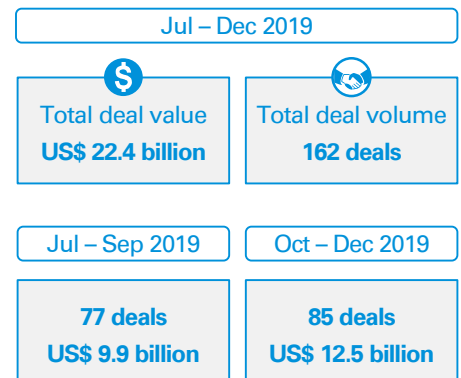 Jul – Dec 2019
$
Total deal value
US$ 22.4 billion
Total deal volume
162 deals
Jul – Sep 2019
Oct – Dec 2019
77 deals
US$ 9.9 billion
85 deals
US$ 12.5 billion